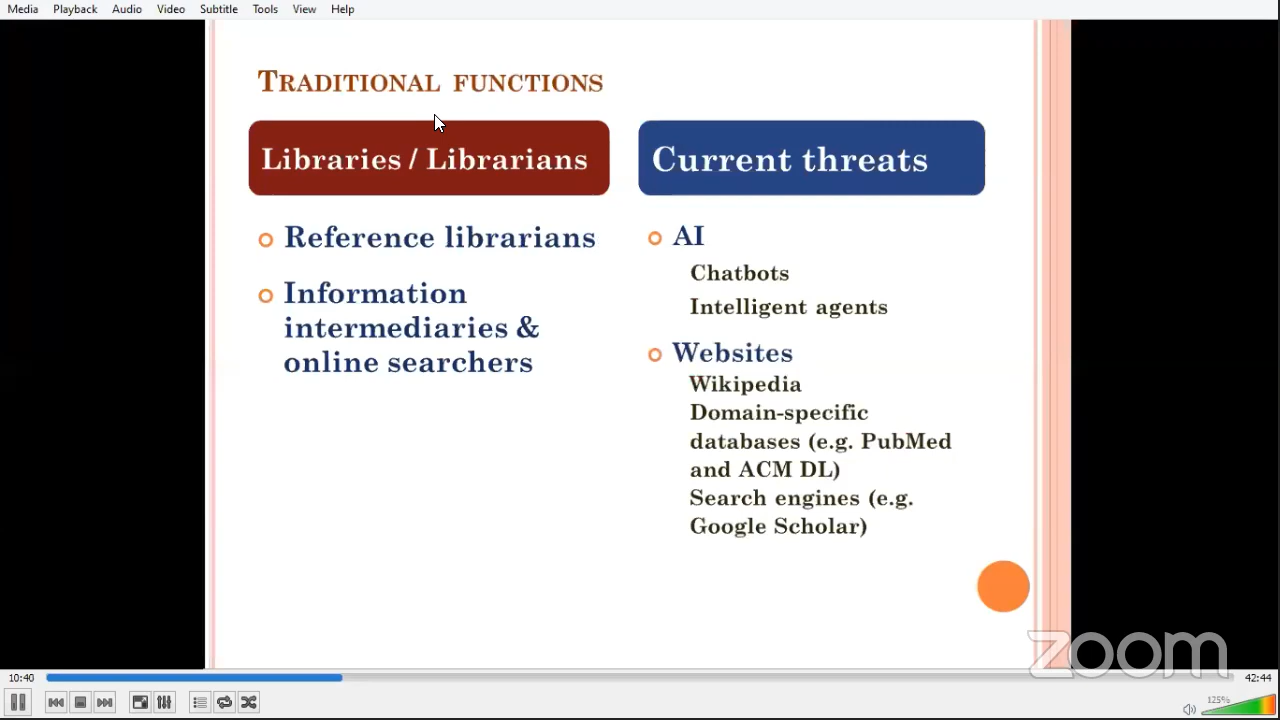 Media Playback Audio Video Subtitle Tools View Help
TRADITIONAL FUNCTIONS
Libraries / Librarians
Reference librarians
Information
intermediaries &
online searchers
Current threats
AI
Chatbots
Intelligent agents
Websites
Wikipedia
Domain-specific
databases (e.g. PubMed
and ACM DL)
Search engines (e.g.
Google Scholar)
zoom
10:40
42:44
125%